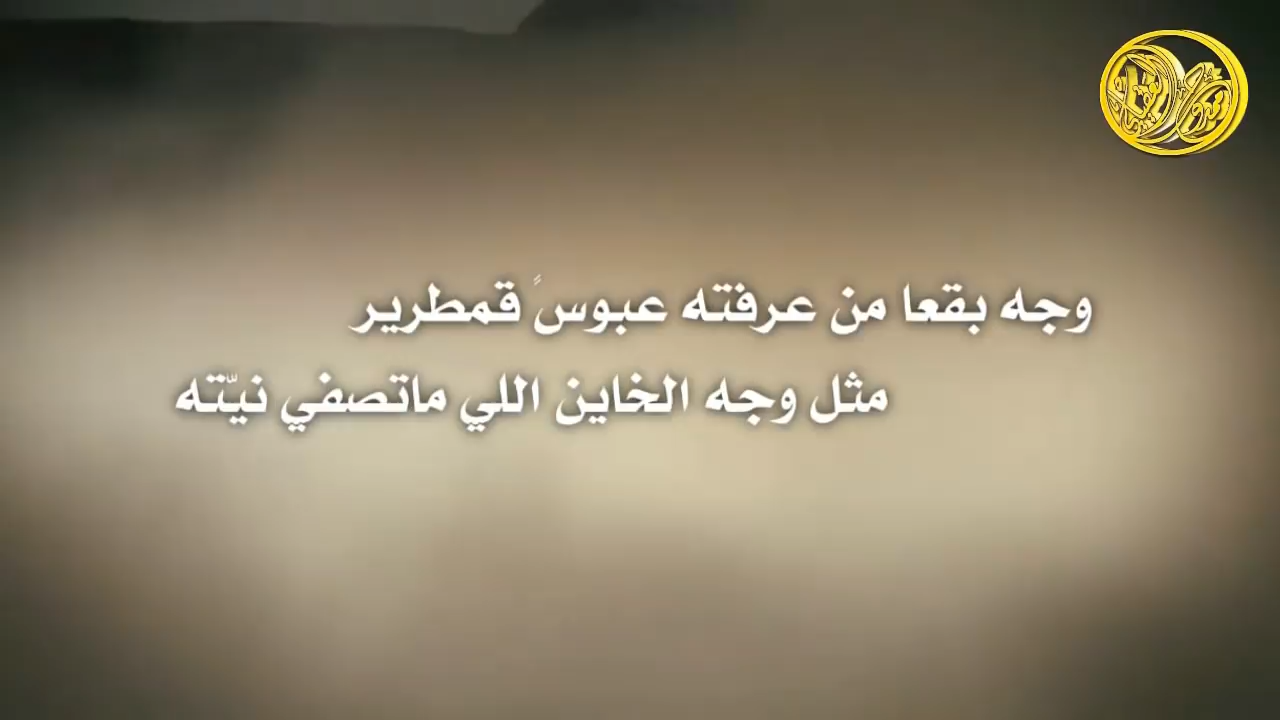 وجه بقعا من عرفته عبوسً قمطرير
مثل وجه الخاين اللي ماتصفي نيّته